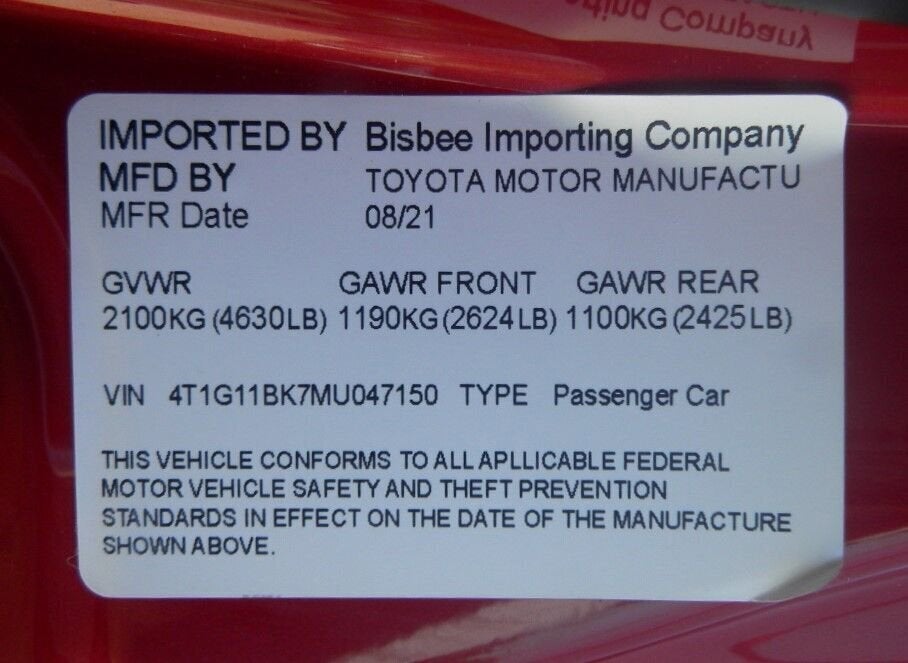 rting Company
IMPORTED BY Bisbee Importing Company
MFD BY TOYOTA MOTOR MANUFACTU
MFR Date 08/21
GVWR GAWR FRONT GAWR REAR
2100KG (4630LB) 1190KG (2624LB) 1100KG (2425LB)
VIN 4T1G11BK7MU047150 TYPE Passenger Car
THIS VEHICLE CONFORMS TO ALL APLLICABLE FEDERAL
MOTOR VEHICLE SAFETY AND THEFT PREVENTION
STANDARDS IN EFFECT ON THE DATE OF THE MANUFACTURE
SHOWN ABOVE.